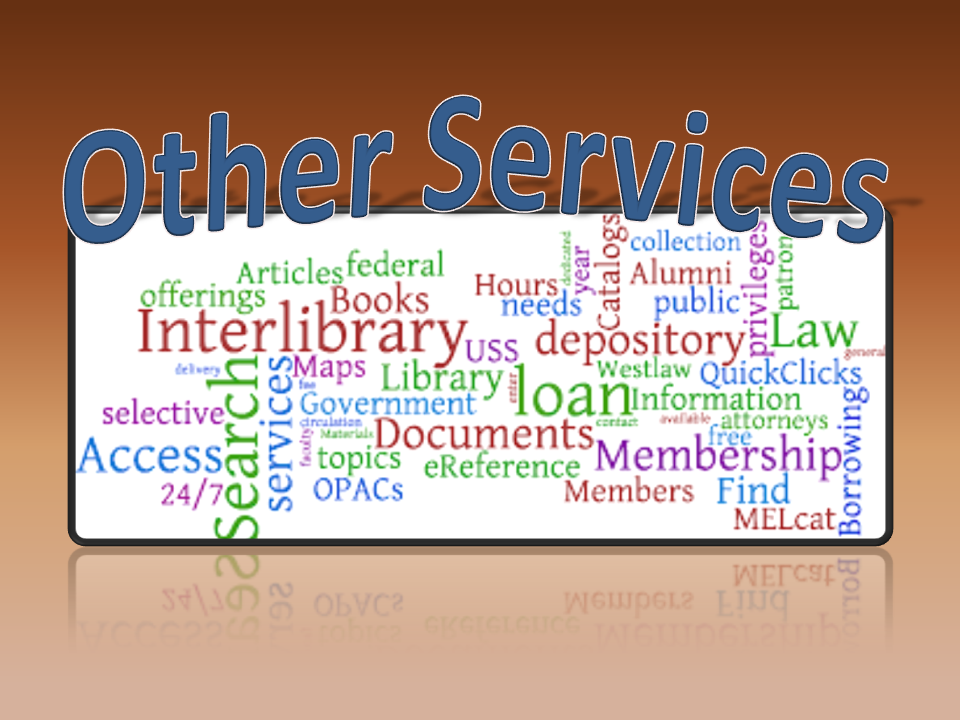 Other Services
dedicated
year
Catalogs
collection
privileges
patron
Articles
federal
Hours
Alumni
offerings
Books
needs
public
Interlibrary
USS
depository
Law
general
delivery
search
services
Maps
Library
enter
loan
Westlaw
QuickClicks
fee
selective
Government
Information
circulation
Materials
faculty
Documents
contact
available
attorneys
free
Borrowing
Access
topics
eReference
Membership
24/7
OPACs
Members
Find
MELcat